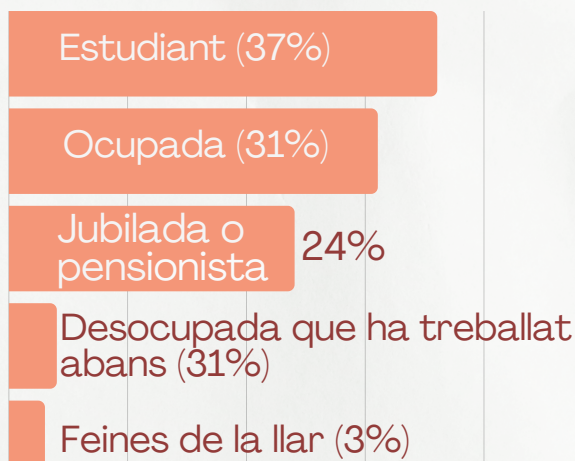 Estudiant (37%)
Ocupada (31%)
Jubilada o
pensionista
24%
Desocupada que ha treballat
abans (31%)
Feines de la llar (3%)